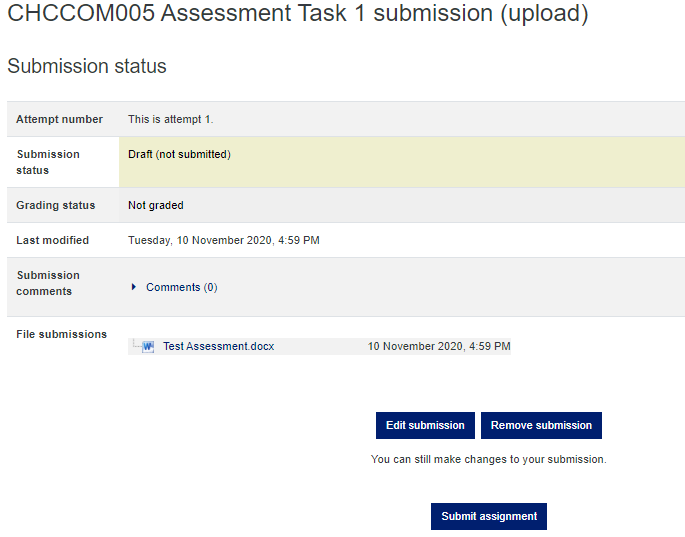 CHCCOM005 Assessment Task 1 submission (upload)
Submission status
Attempt number This is attempt 1.
Submission status Draft (not submitted)
Grading status Not graded
Last modified Tuesday, 10 November 2020, 4:59 PM
Submission comments Comments (0)
File submissions
Test Assessment.docx 10 November 2020, 4:59 PM
Edit submission Remove submission
You can still make changes to your submission.
Submit assignment